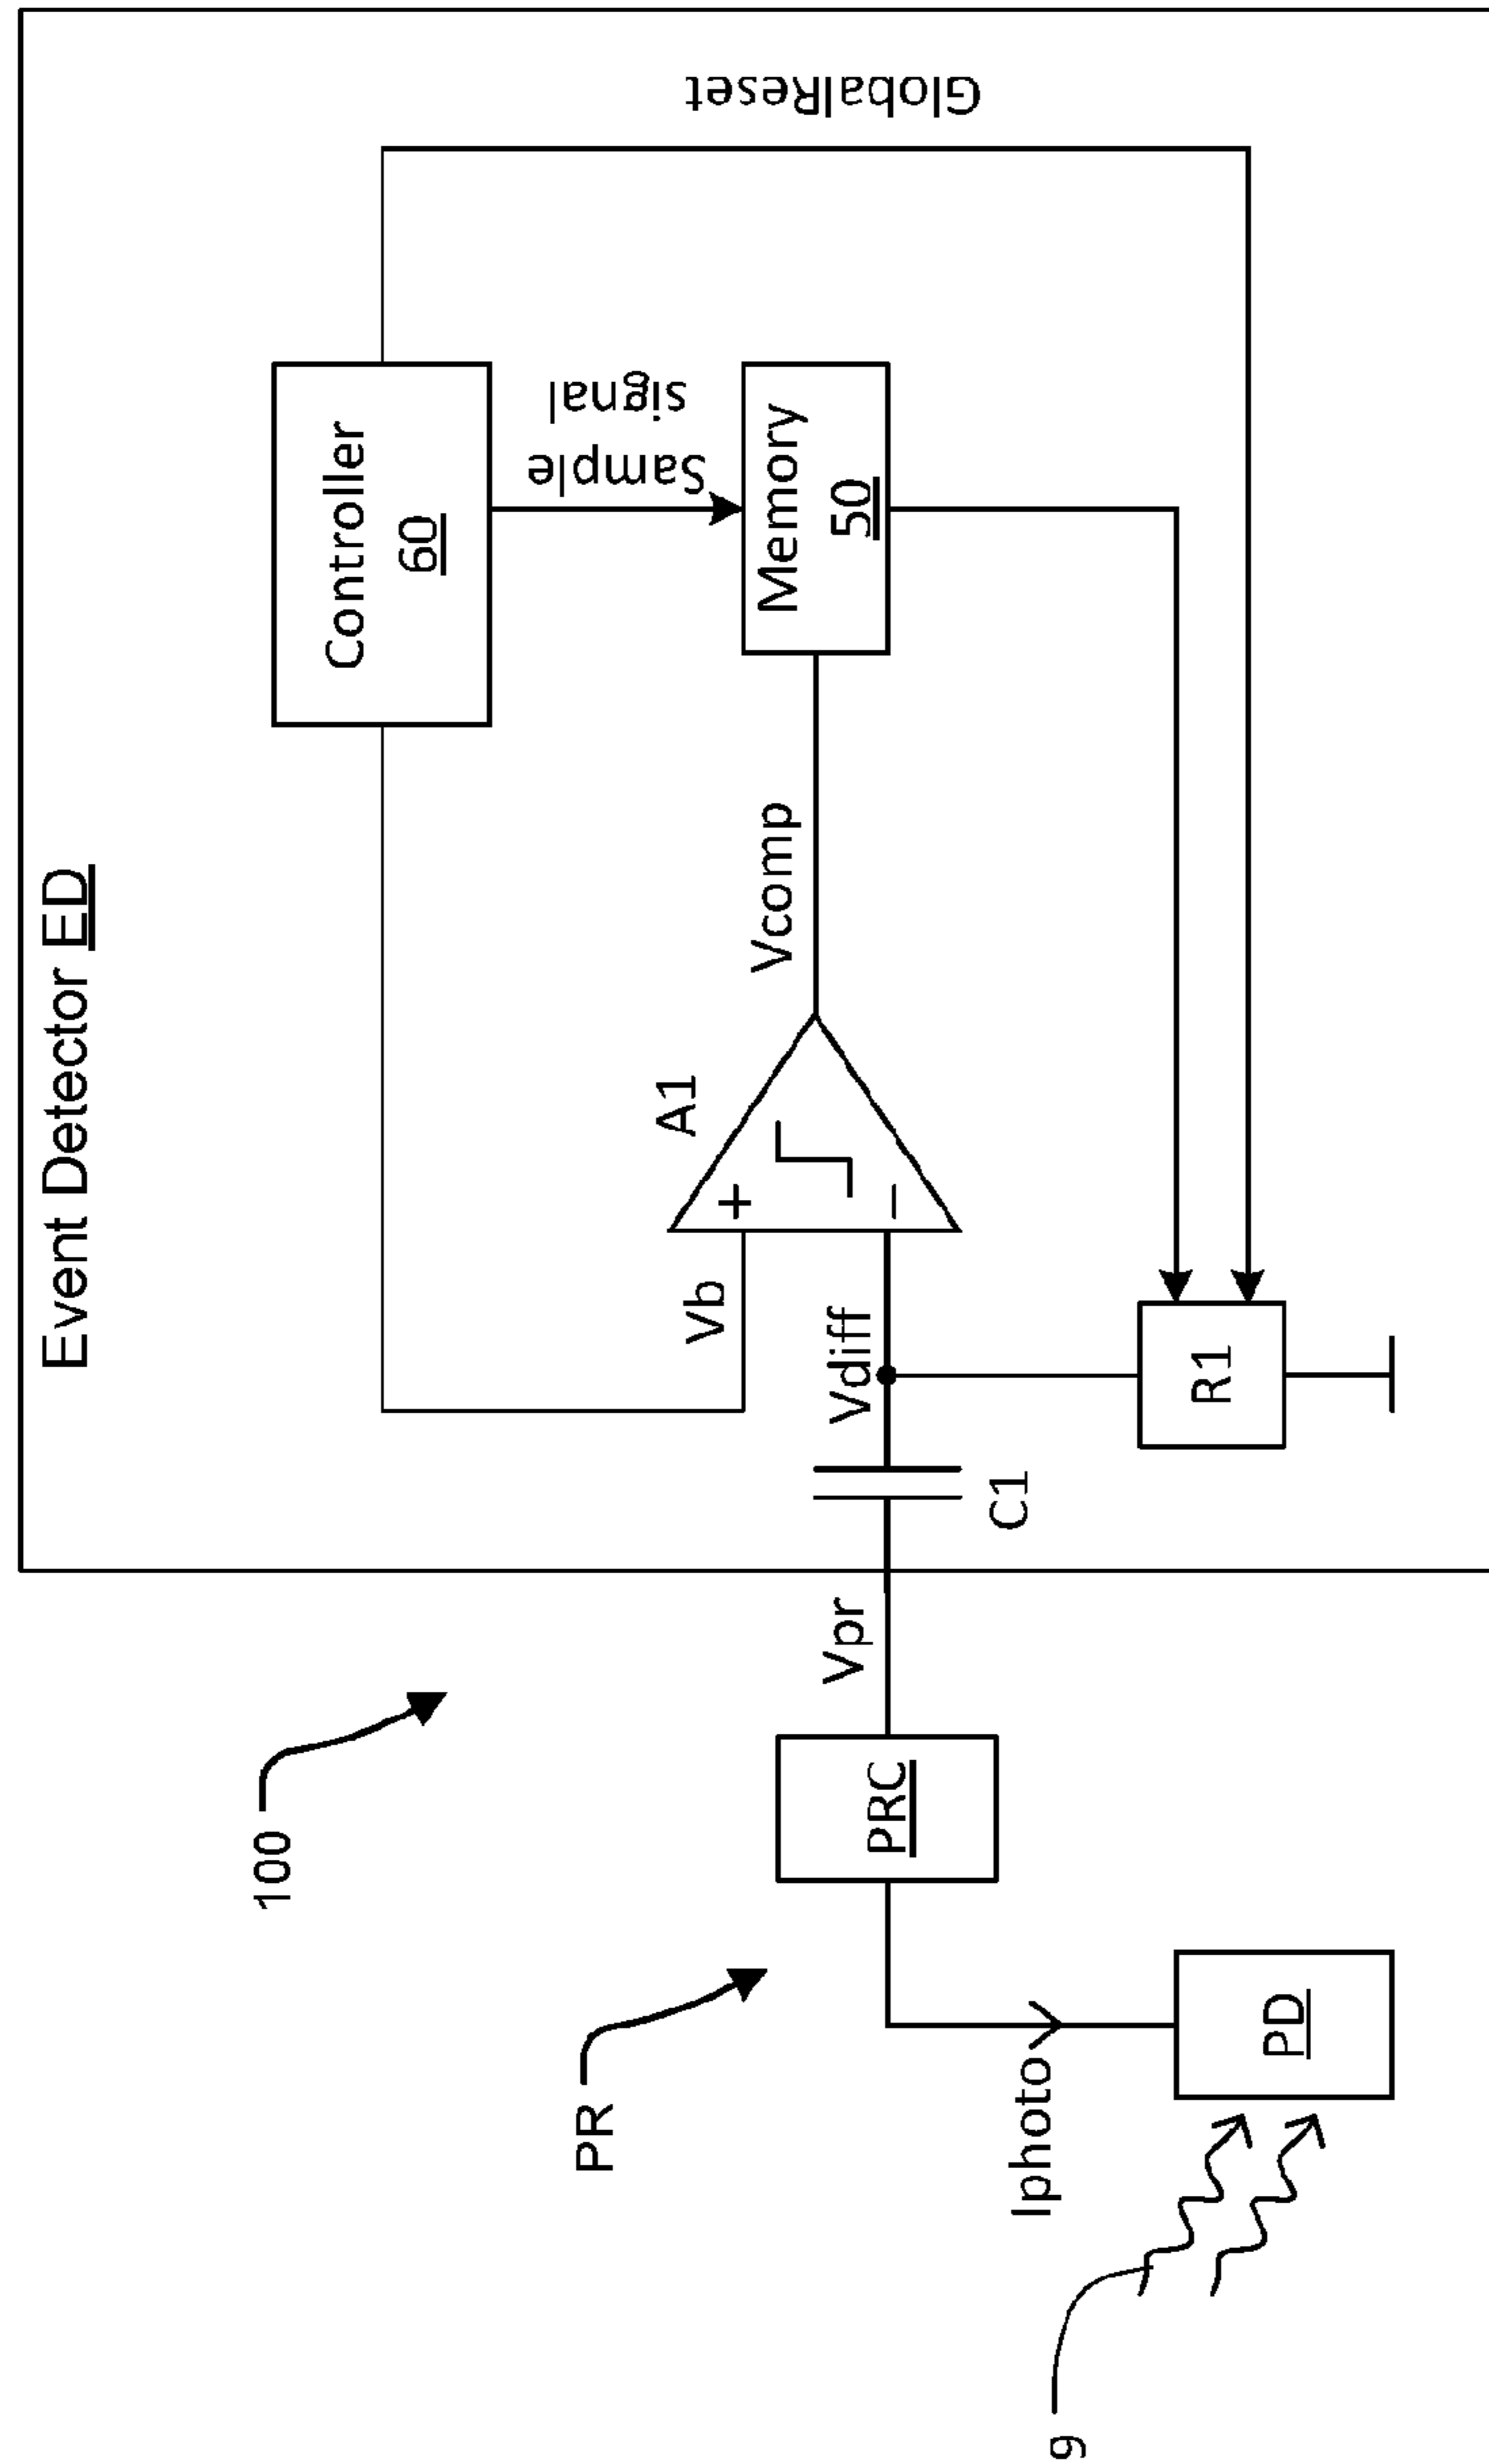 Event Detector ED
Controller
60
Sample
signal
GlobalReset
Memory
50
Vcomp
A1
+
−
Vb
Vdiff
C1
R1
100
Vpr
PRC
PR
Iphoto
PD
9